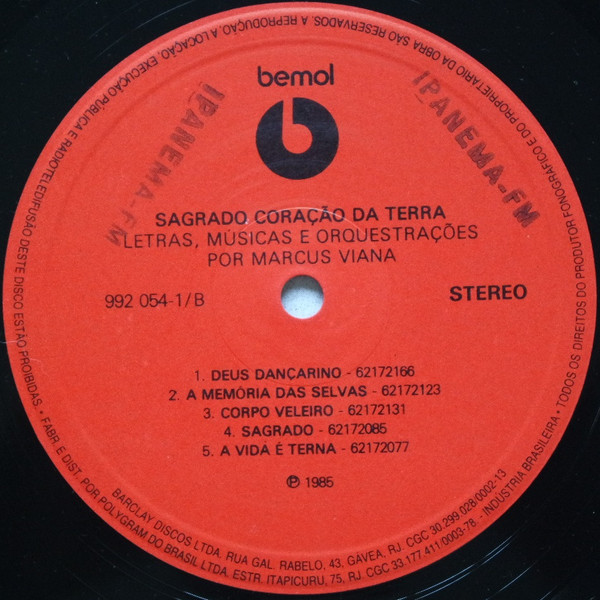 bemol
b
IPANEMA-FM
IPANEMA-FM
SAGRADO CORAÇÃO DA TERRA
LETRAS, MÚSICAS E ORQUESTRAÇÕES
POR MARCUS VIANA
992 054-1/B
STEREO
1. DEUS DANÇARINO - 62172166
2. A MEMÓRIA DAS SELVAS - 62172123
3. CORPO VELEIRO - 62172131
4. SAGRADO - 62172085
5. A VIDA É TERNA - 62172077
℗ 1985
• TODOS OS DIREITOS DO PRODUTOR FONOGRÁFICO E DO PROPRIETÁRIO DA OBRA SÃO RESERVADOS. A REPRODUÇÃO, A LOCAÇÃO, EXECUÇÃO PÚBLICA E RADIOTELEDIFUSÃO DESTE DISCO ESTÃO PROIBIDAS. • FABR. E DIST. POR POLYGRAM DO BRASIL LTDA, ESTR. ITAPICURU, 75, RJ. CGC 33.177.411.0003-76 - INDÚSTRIA BRASILEIRA
BARCLAY DISCOS LTDA. RUA GAL. RABELO, 43, GÁVEA, RJ. CGC 30.299.028/0002-13